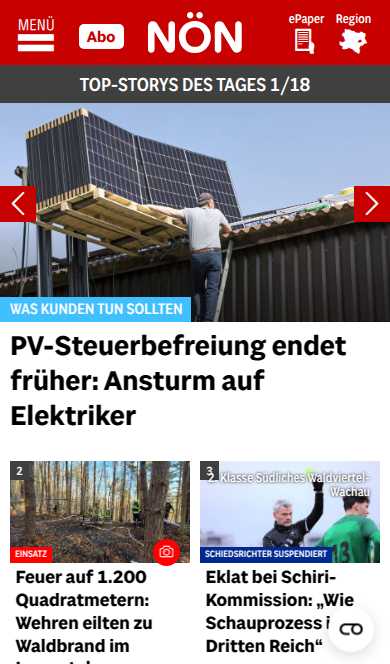 MENÜ
Abo
NÖN
ePaper
Region
TOP-STORYS DES TAGES 1/18
WAS KUNDEN TUN SOLLTEN
PV-Steuerbefreiung endet
früher: Ansturm auf
Elektriker
2
EINSATZ
Feuer auf 1.200
Quadratmetern:
Wehren eilten zu
Waldbrand im
3
2. Klasse Südliches Waldviertel-
Wachau
13
SCHIEDSRICHTER SUSPENDIERT
Eklat bei Schiri-
Kommission: „Wie
Schauprozess
Dritten Reich“